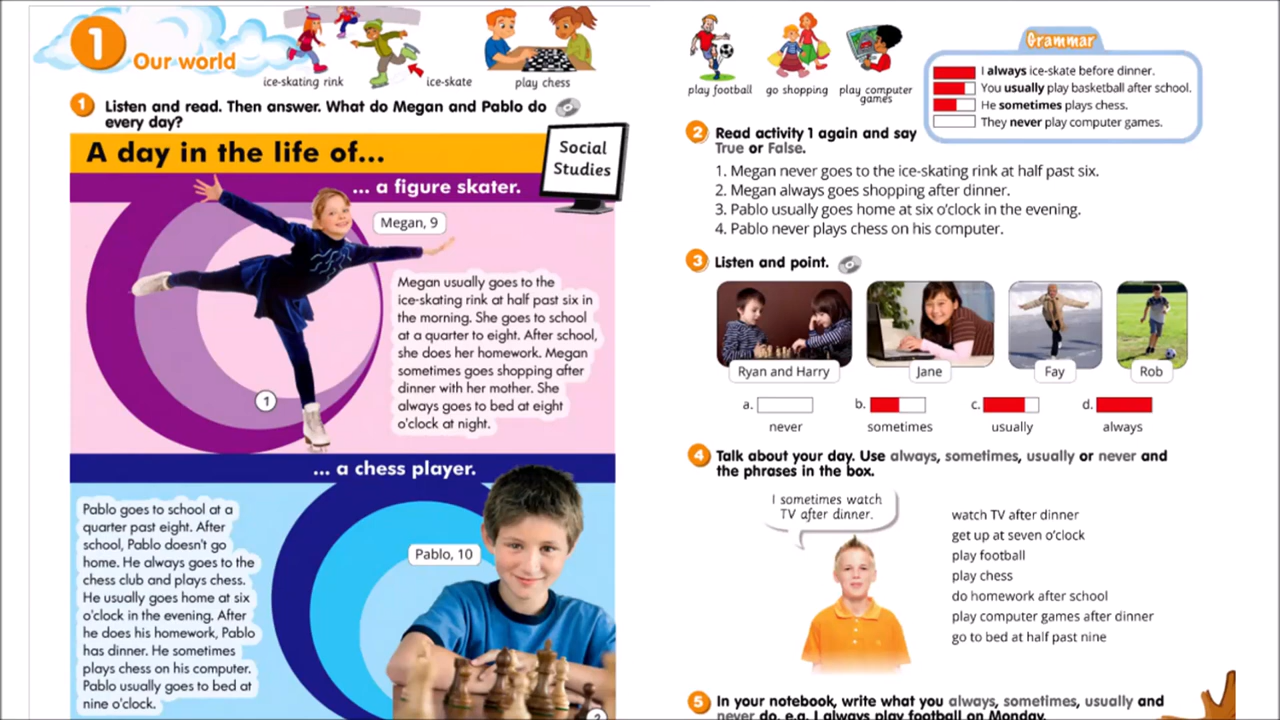 1
Our world
ice-skating rink
ice-skate
play chess
1 Listen and read. Then answer. What do Megan and Pablo do
every day?
A day in the life of...
Social
Studies
... a figure skater.
Megan, 9
Megan usually goes to the
ice-skating rink at half past six in
the morning. She goes to school
at a quarter to eight. After school,
she does her homework. Megan
sometimes goes shopping after
dinner with her mother. She
always goes to bed at eight
o'clock at night.
1
... a chess player.
Pablo goes to school at a
quarter past eight. After
school, Pablo doesn't go
home. He always goes to the
chess club and plays chess.
He usually goes home at six
o'clock in the evening. After
he does his homework, Pablo
has dinner. He sometimes
plays chess on his computer.
Pablo usually goes to bed at
nine o'clock.
Pablo, 10
2
play football
go shopping
play computer
games
Grammar
I always ice-skate before dinner.
You usually play basketball after school.
He sometimes plays chess.
They never play computer games.
2 Read activity 1 again and say
True or False.
1. Megan never goes to the ice-skating rink at half past six.
2. Megan always goes shopping after dinner.
3. Pablo usually goes home at six o'clock in the evening.
4. Pablo never plays chess on his computer.
3 Listen and point.
Ryan and Harry
Jane
Fay
Rob
a.
never
b.
sometimes
c.
usually
d.
always
4 Talk about your day. Use always, sometimes, usually or never and
the phrases in the box.
I sometimes watch
TV after dinner.
watch TV after dinner
get up at seven o'clock
play football
play chess
do homework after school
play computer games after dinner
go to bed at half past nine
5 In your notebook, write what you always, sometimes, usually and
never do, e.g. I always play football on Monday.